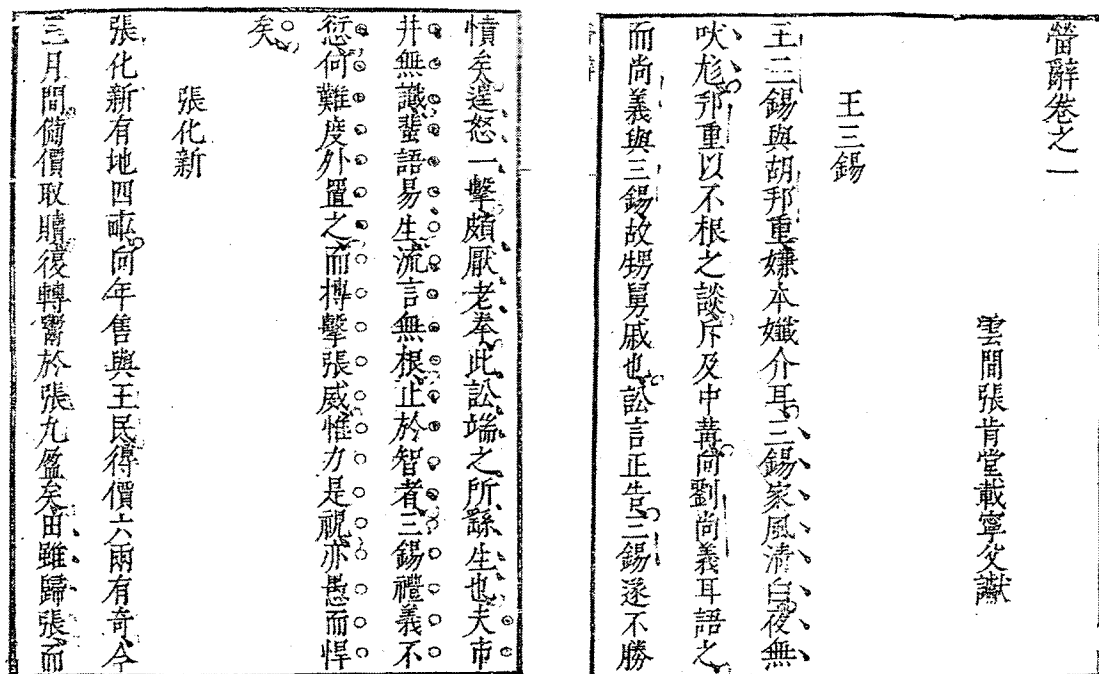 䇾辭卷之一
雲間張肯堂載寧父讞
王三錫
王三錫與胡邦重嫌本孅介耳三錫家風淸白夜無
吠尨邦重以不根之談斥及中冓向劉尚義耳語之
而尚義與三錫故甥舅戚也訟言正告三錫遂不勝
憤矣逞怒一擊頗厭老拳此訟端之所繇生也夫市
井無識蜚語易生流言無根止於智者三錫禮義不
愆何難度外置之而摶擊張威惟力是視亦愚而悍
矣
張化新
張化新有地四畝向年售與王民得價六兩有奇今
三月間備價取贖復轉鬻於張九盈矣田雖歸張而